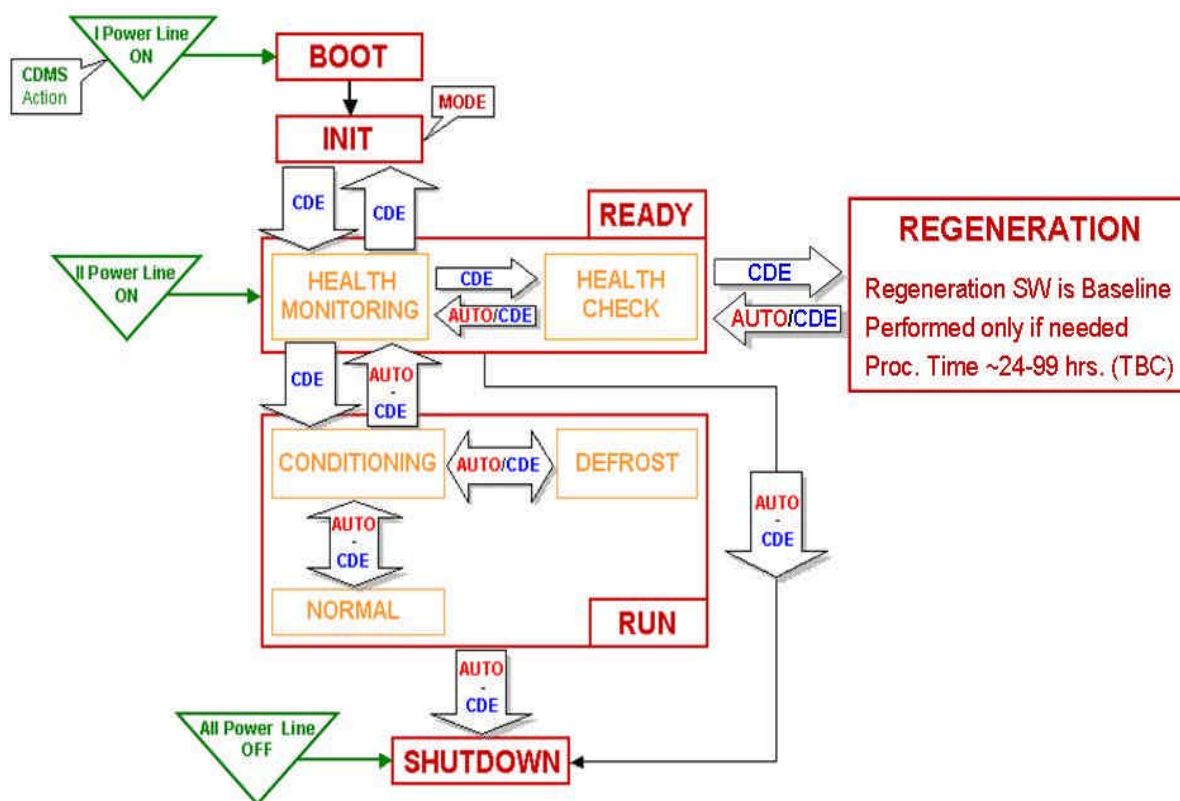 I Power Line
ON
CDMS
Action
BOOT
MODE
INIT
CDE
CDE
READY
REGENERATION
Regeneration SW is Baseline
Performed only if needed
Proc. Time ~24-99 hrs. (TBC)
II Power Line
ON
HEALTH
MONITORING
CDE
AUTO/CDE
HEALTH
CHECK
CDE
AUTO/CDE
CDE
AUTO
-
CDE
CONDITIONING
AUTO/CDE
DEFROST
AUTO
-
CDE
AUTO
-
CDE
NORMAL
RUN
AUTO
-
CDE
All Power Line
OFF
SHUTDOWN